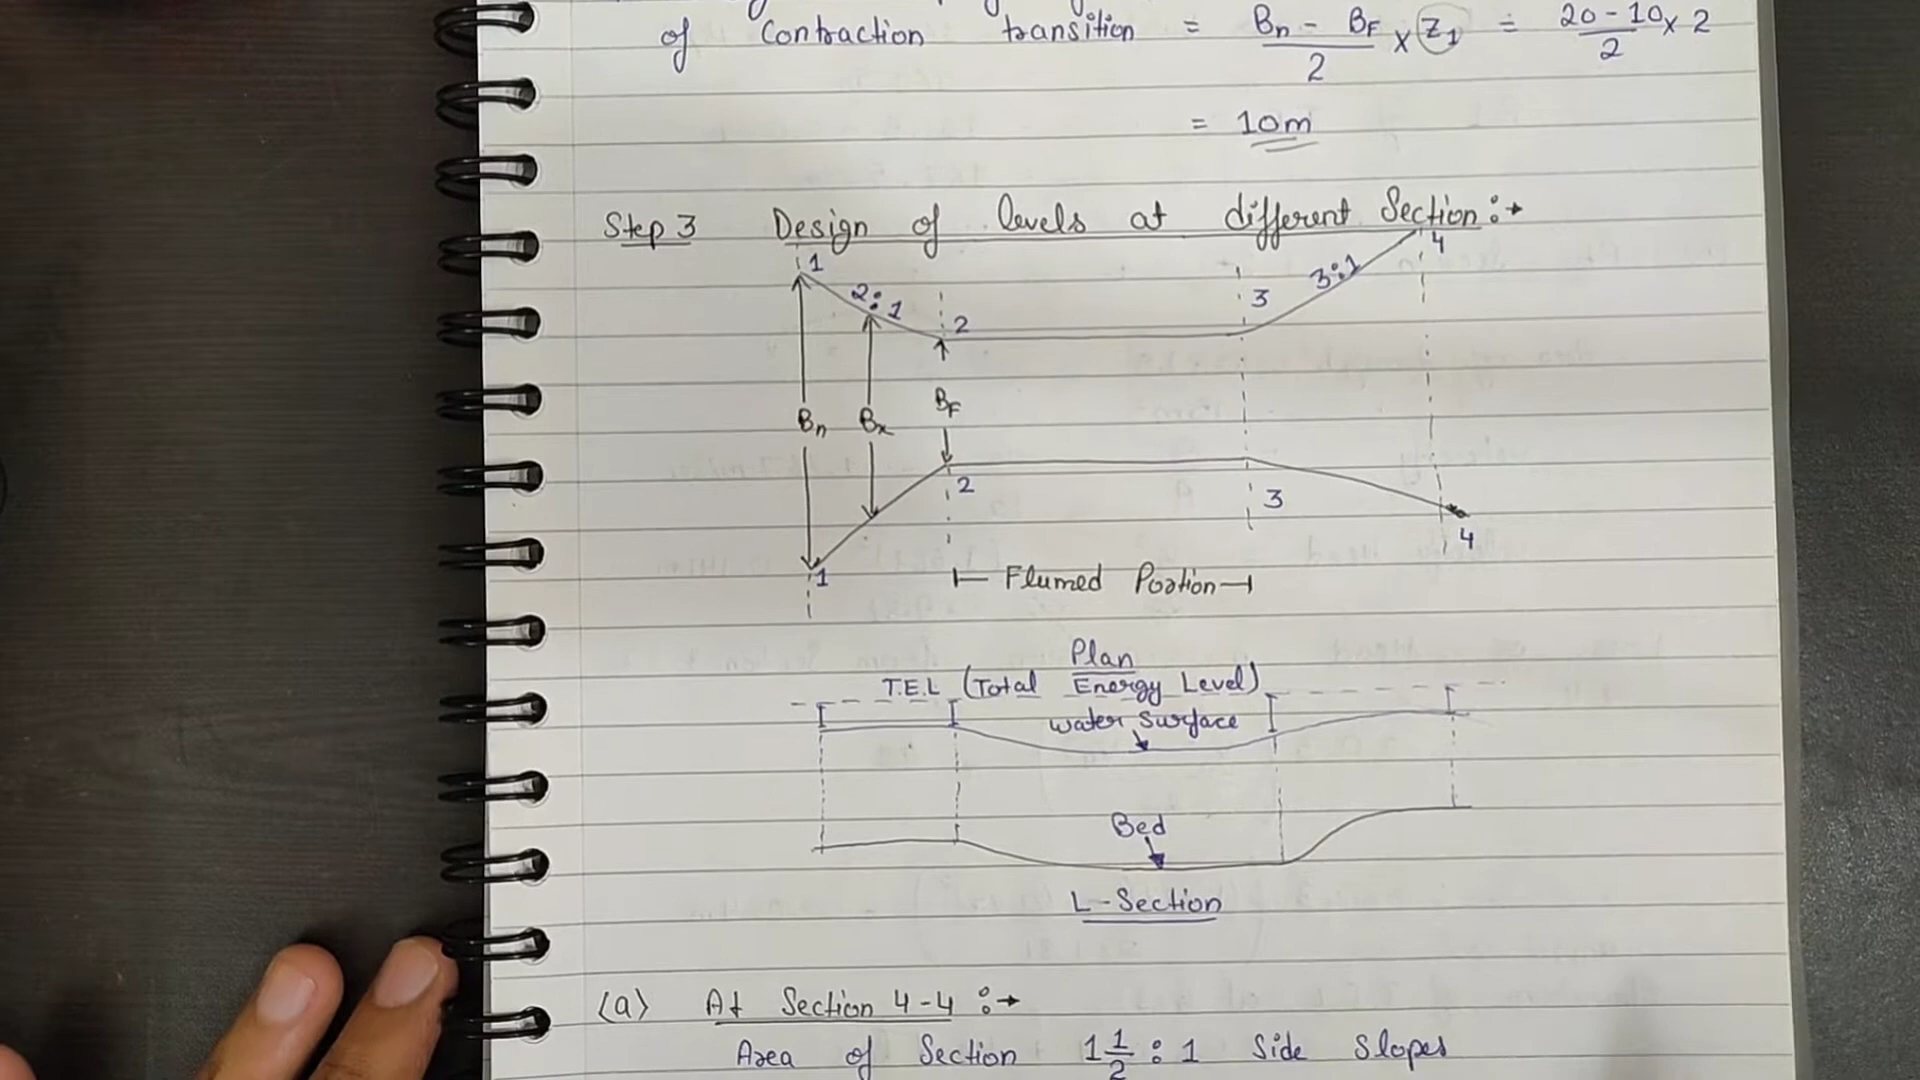 of Contraction transition = Bn - BF / 2 x Z1 = 20 - 10 / 2 x 2
= 10m
Step 3 Design of levels at different Section :→
1 2:1 2 3 3:1 4
Bn Bx BF
1 2 3 4
Flumed Portion
Plan
T.E.L (Total Energy Level)
water surface
Bed
L-Section
(a) At Section 4-4 :→
Area of Section 1 1/2 : 1 Side Slopes